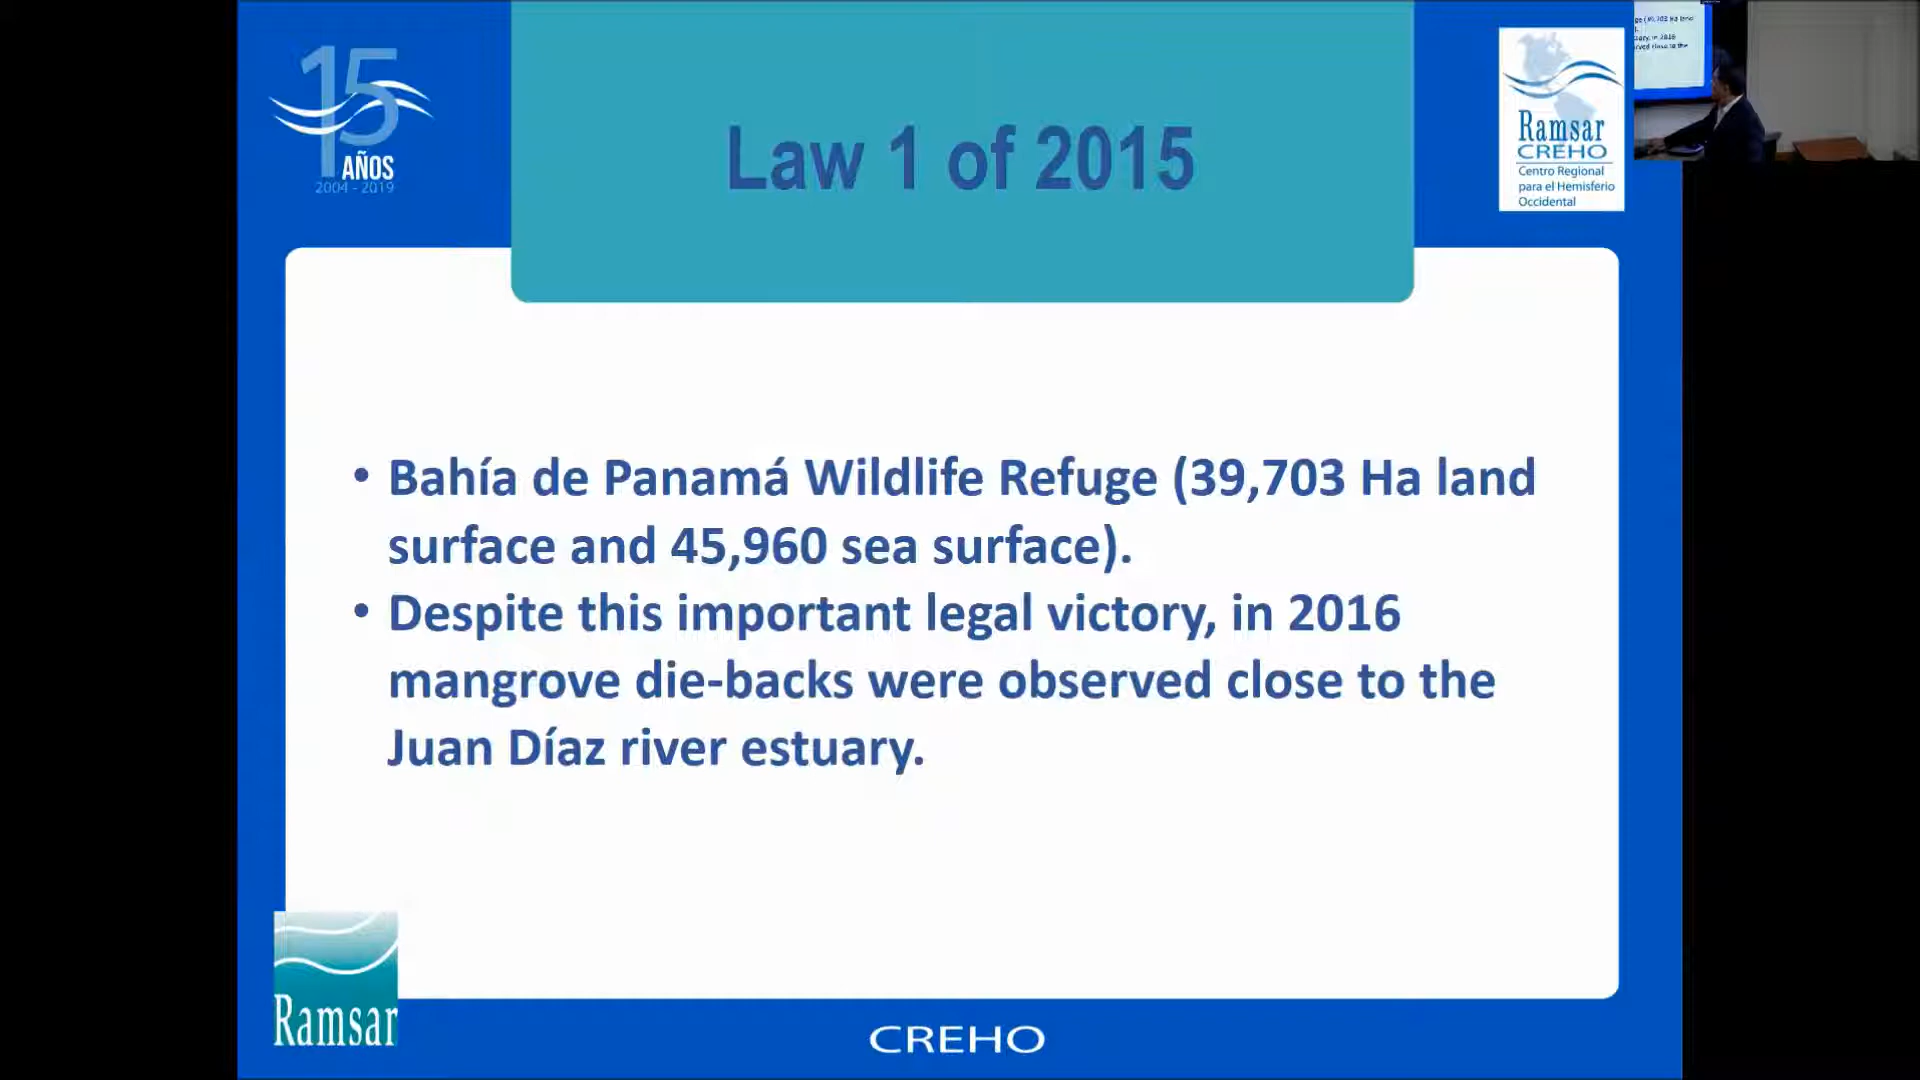 15
AÑOS
2004 - 2019
Law 1 of 2015
Ramsar
CREHO
Centro Regional
para el Hemisferio
Occidental
• Bahía de Panamá Wildlife Refuge (39,703 Ha land
surface and 45,960 sea surface).
• Despite this important legal victory, in 2016
mangrove die-backs were observed close to the
Juan Díaz river estuary.
Ramsar
CREHO